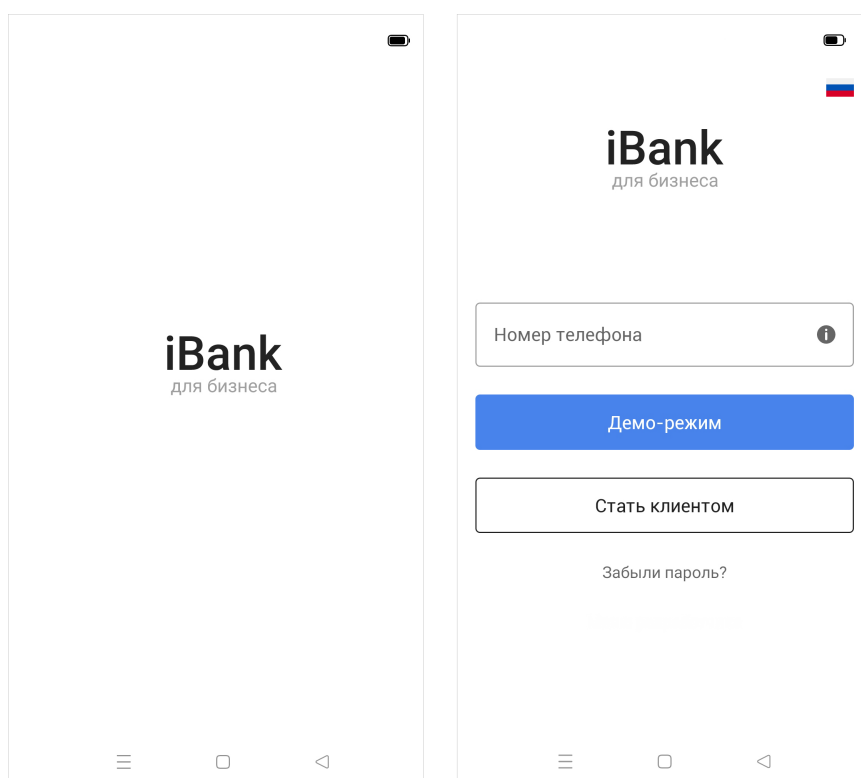 iBank
для бизнеса
iBank
для бизнеса
Номер телефона
Демо-режим
Стать клиентом
Забыли пароль?